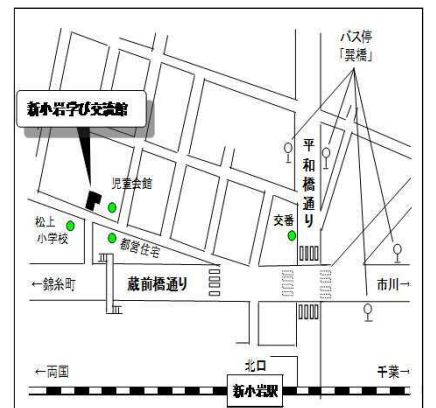 バス停
「巽橋」
新小岩学び交流館
平和橋通り
児童会館
松上
小学校
交番
都営住宅
←錦糸町
蔵前橋通り
市川→
←両国
北口
千葉→
新小岩駅